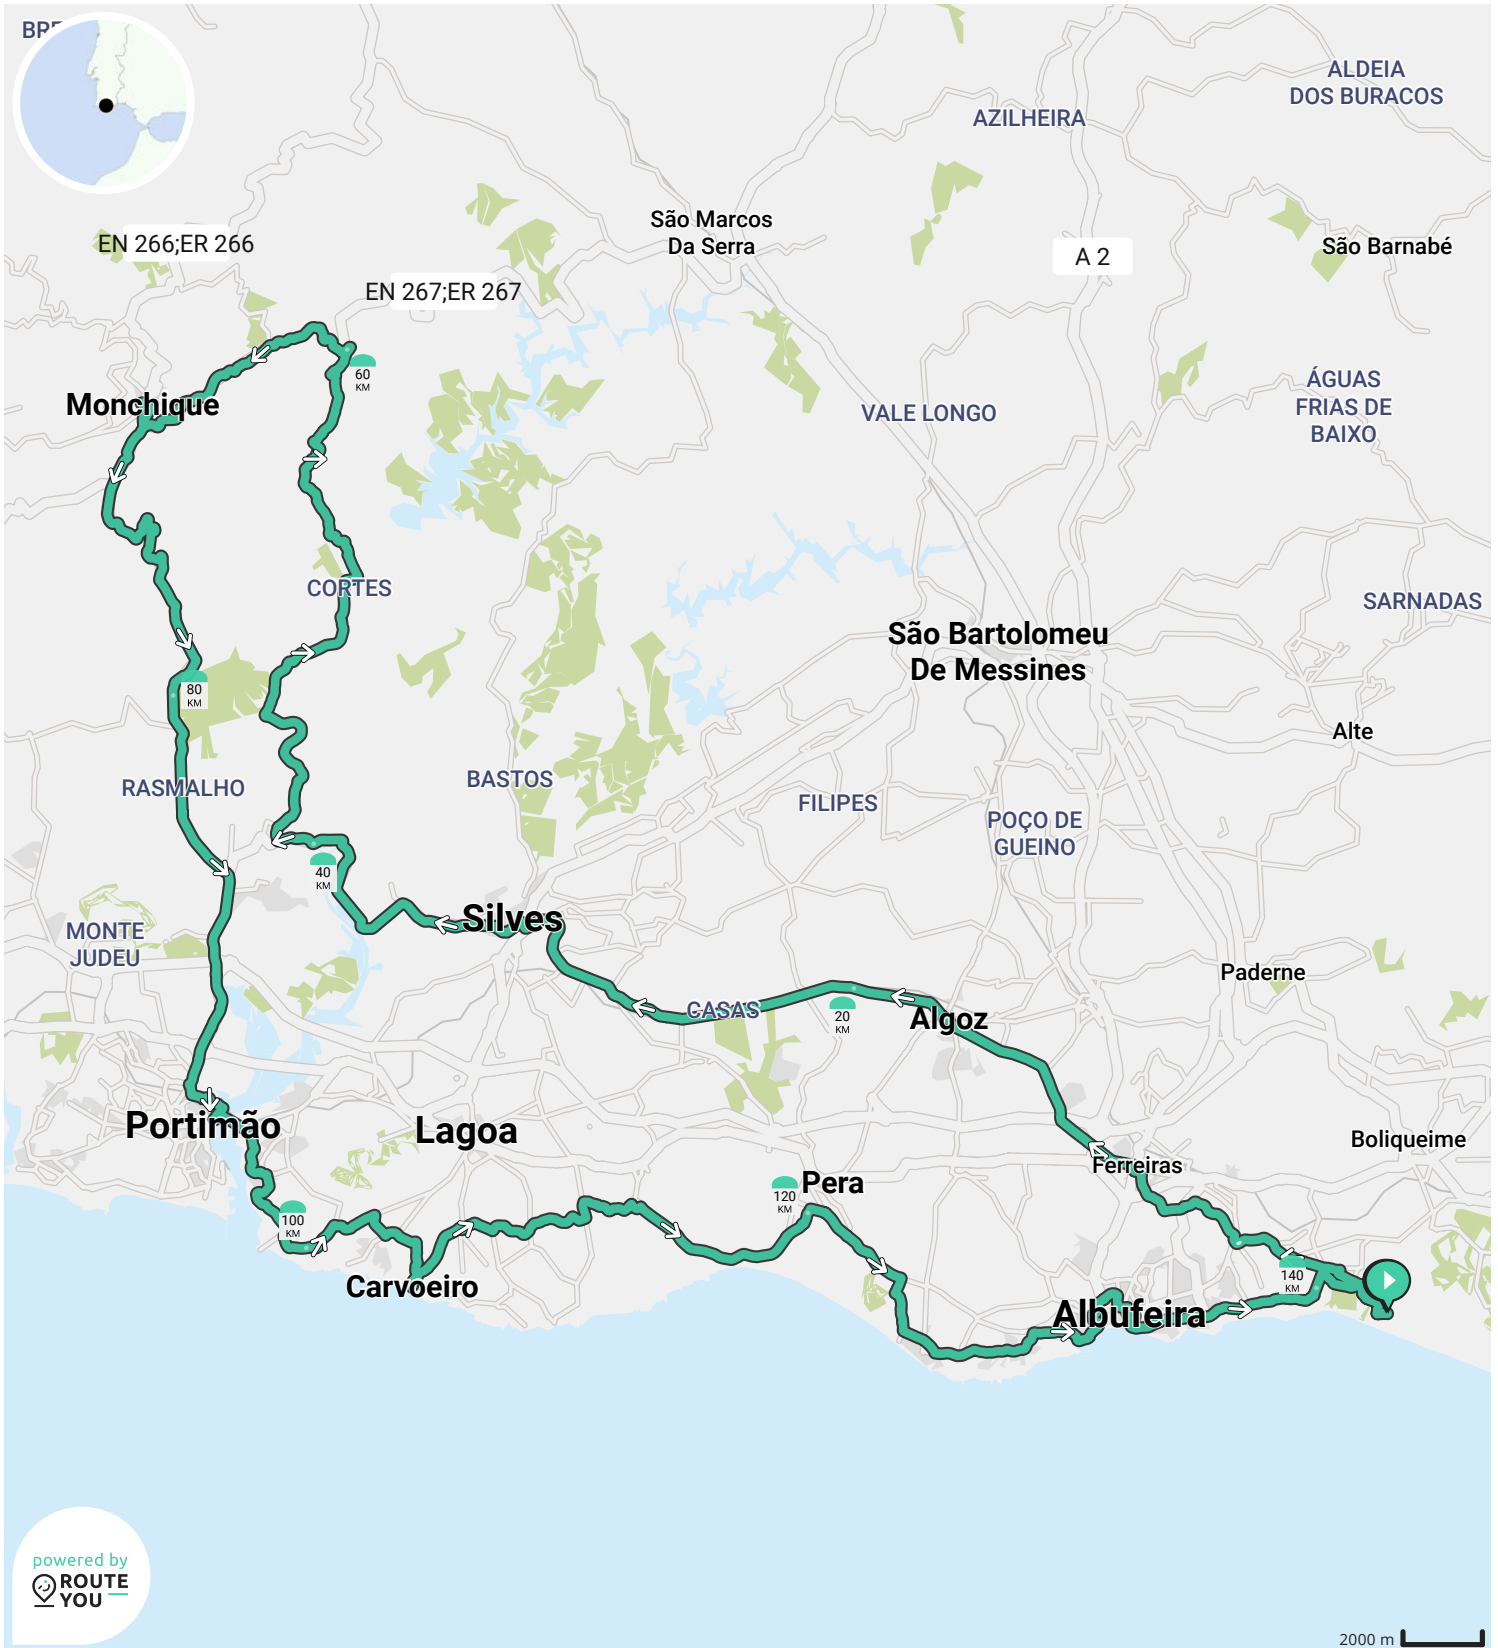 BRE
ALDEIA
DOS BURACOS
AZILHEIRA
São Marcos
Da Serra
EN 266;ER 266
São Barnabé
A 2
EN 267;ER 267
60
KM
ÁGUAS
FRIAS DE
BAIXO
Monchique
VALE LONGO
CORTES
SARNADAS
São Bartolomeu
De Messines
80
KM
Alte
RASMALHO
BASTOS
FILIPES
POÇO DE
GUEINO
40
KM
Silves
MONTE
JUDEU
Paderne
CASAS
20
KM
Algoz
Portimão
Lagoa
Boliqueime
Ferreiras
Pera
120
KM
100
KM
140
KM
Carvoeiro
Albufeira
powered by
ROUTE
YOU
2000 m